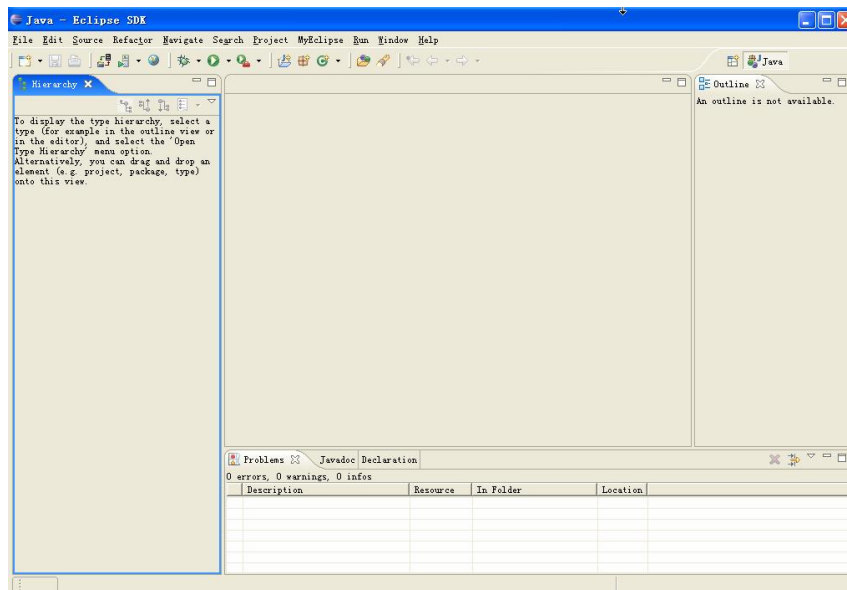 Java - Eclipse SDK
File Edit Source Refactor Navigate Search Project MyEclipse Run Window Help
Java
Hierarchy
Outline
To display the type hierarchy, select a
type (for example in the outline view or
in the editor), and select the 'Open
Type Hierarchy' menu option.
Alternatively, you can drag and drop an
element (e.g. project, package, type)
onto this view.
An outline is not available.
Problems Javadoc Declaration
0 errors, 0 warnings, 0 infos
Description Resource In Folder Location